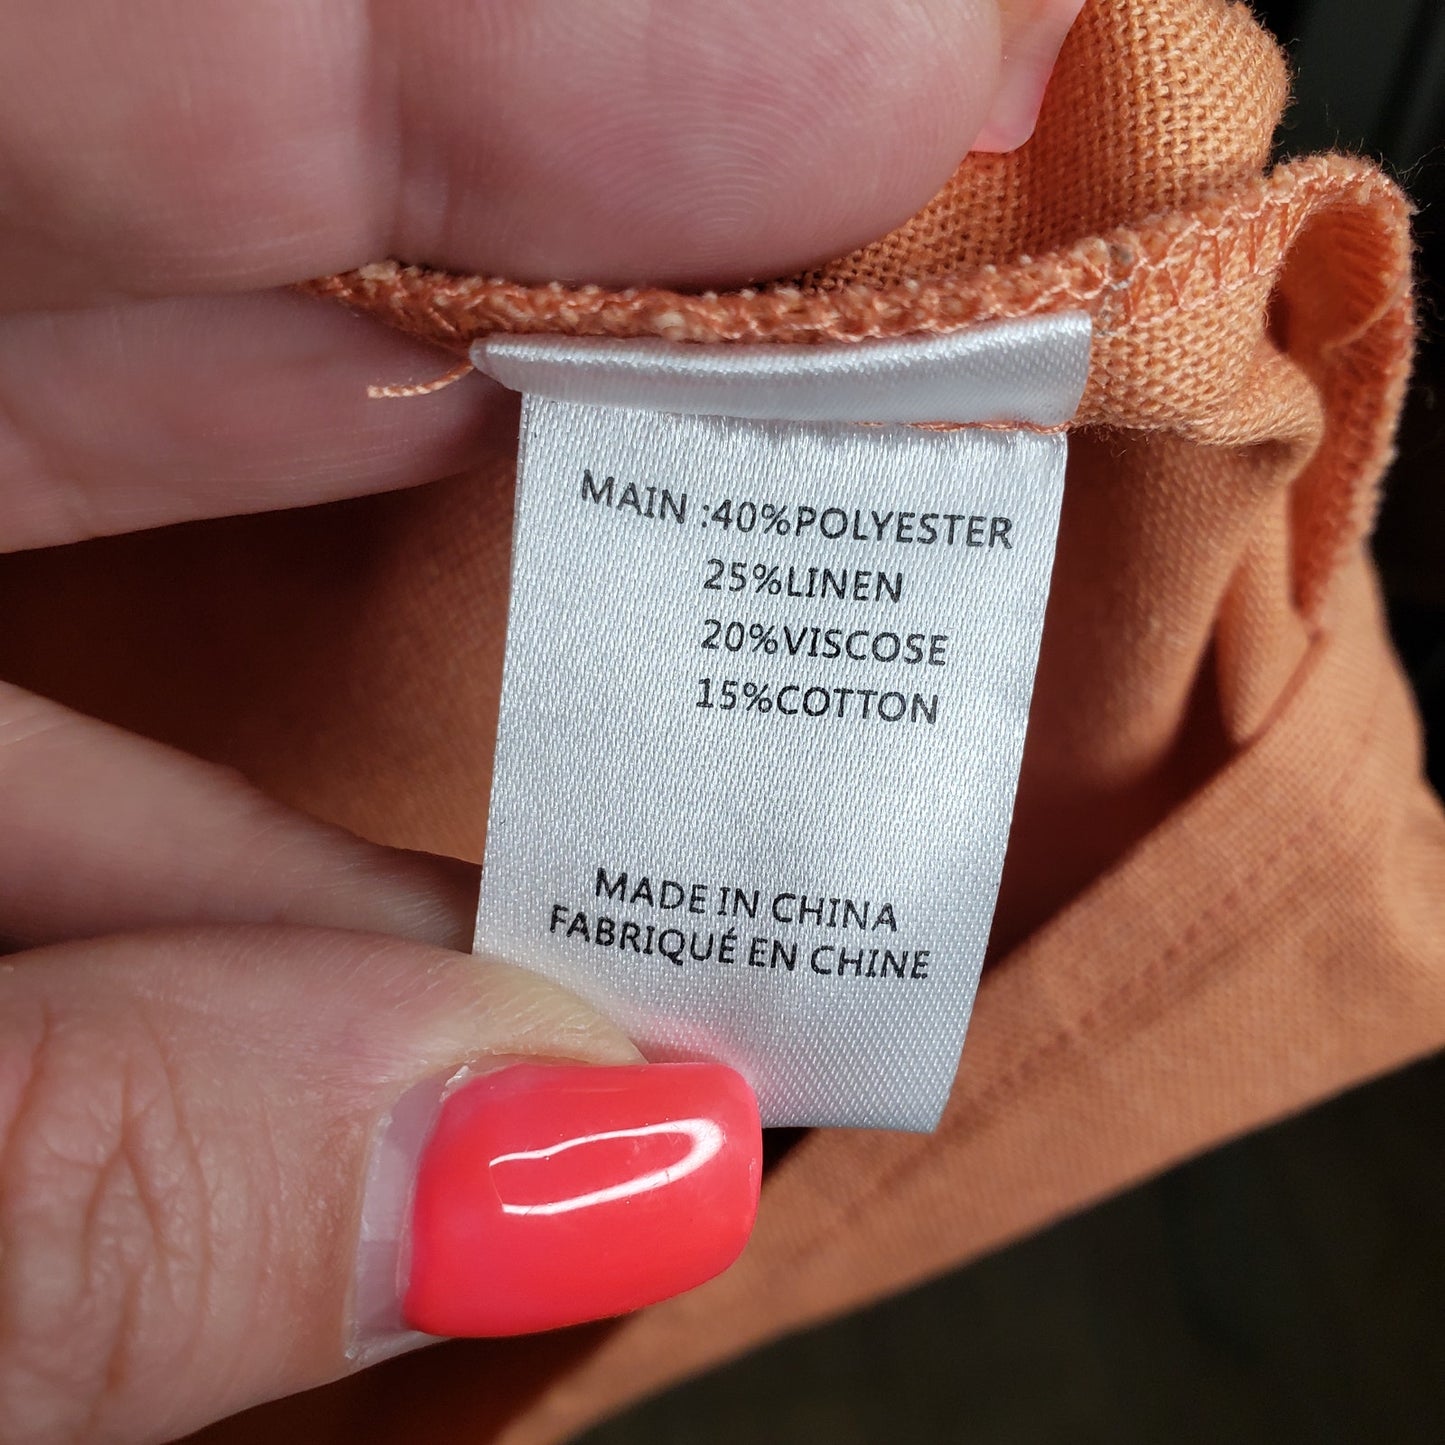 MAIN :40%POLYESTER
25%LINEN
20%VISCOSE
15%COTTON
MADE IN CHINA
FABRIQUÉ EN CHINE